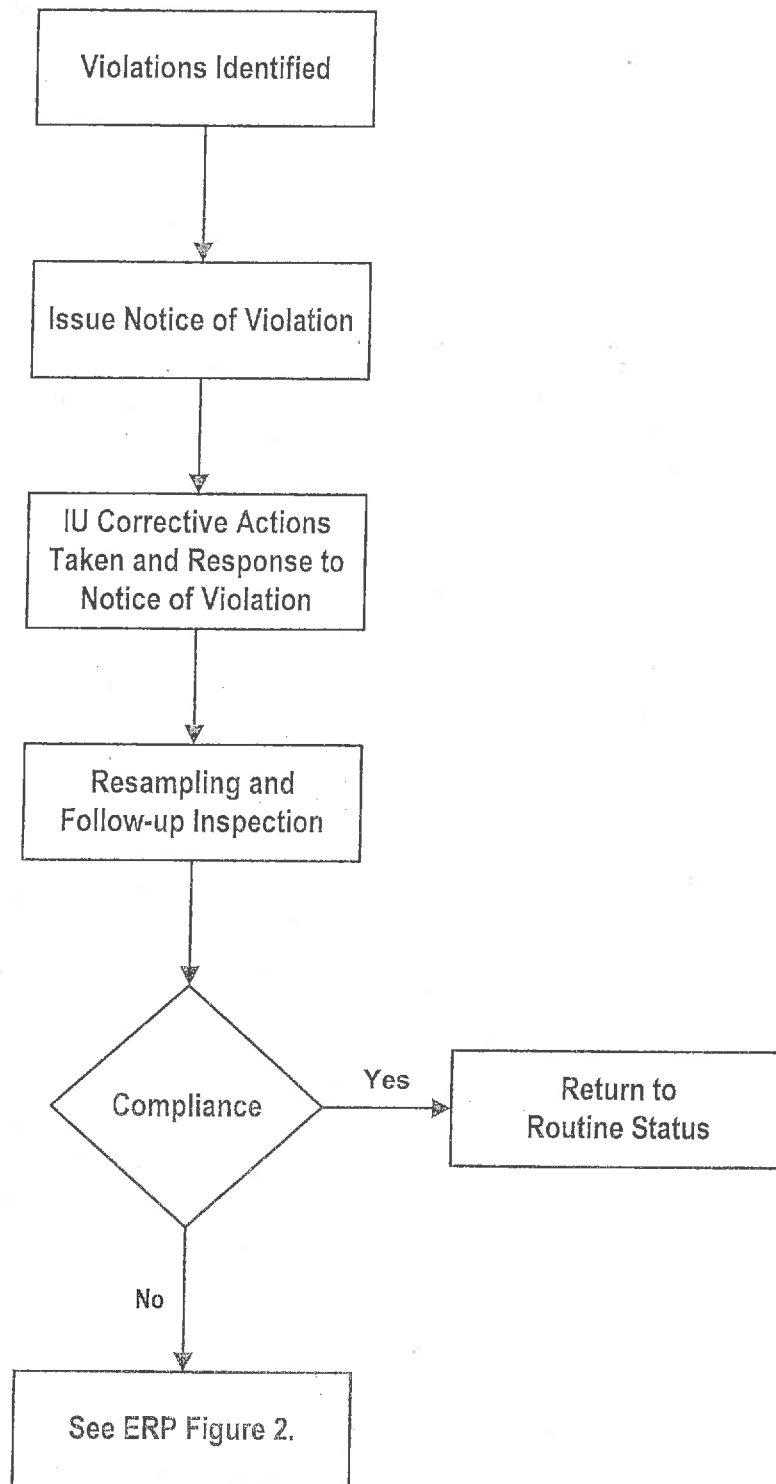 Violations Identified
Issue Notice of Violation
IU Corrective Actions
Taken and Response to
Notice of Violation
Resampling and
Follow-up Inspection
Compliance
Yes
Return to
Routine Status
No
See ERP Figure 2.